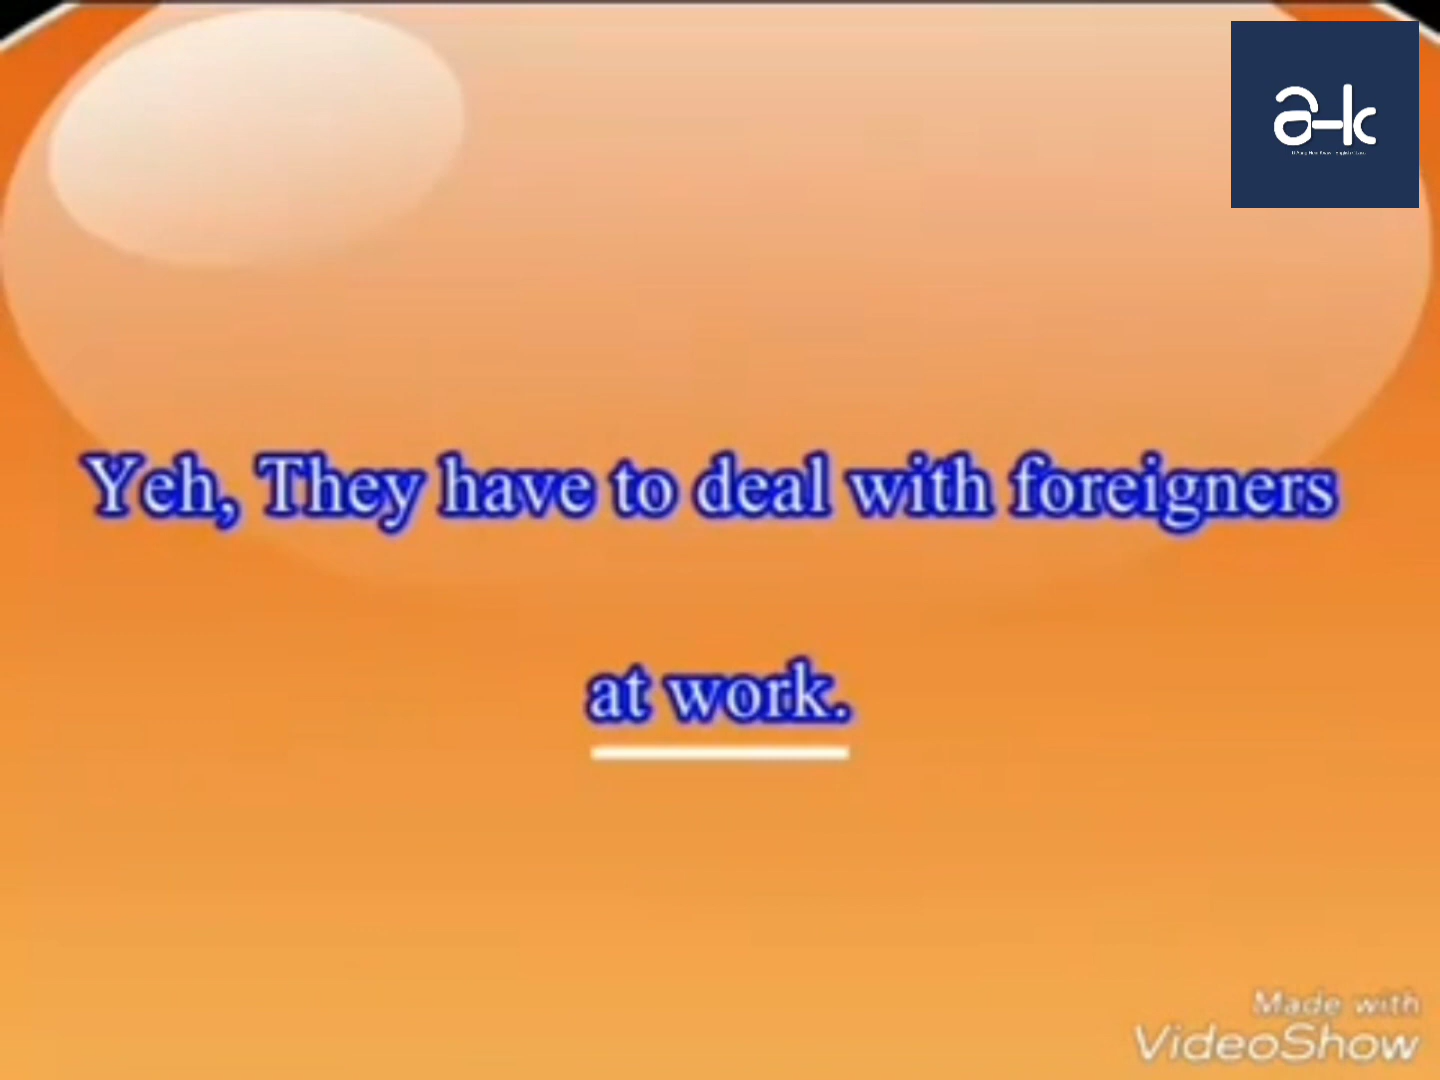 a-k
Yeh, They have to deal with foreigners
at work.
Made with
VideoShow